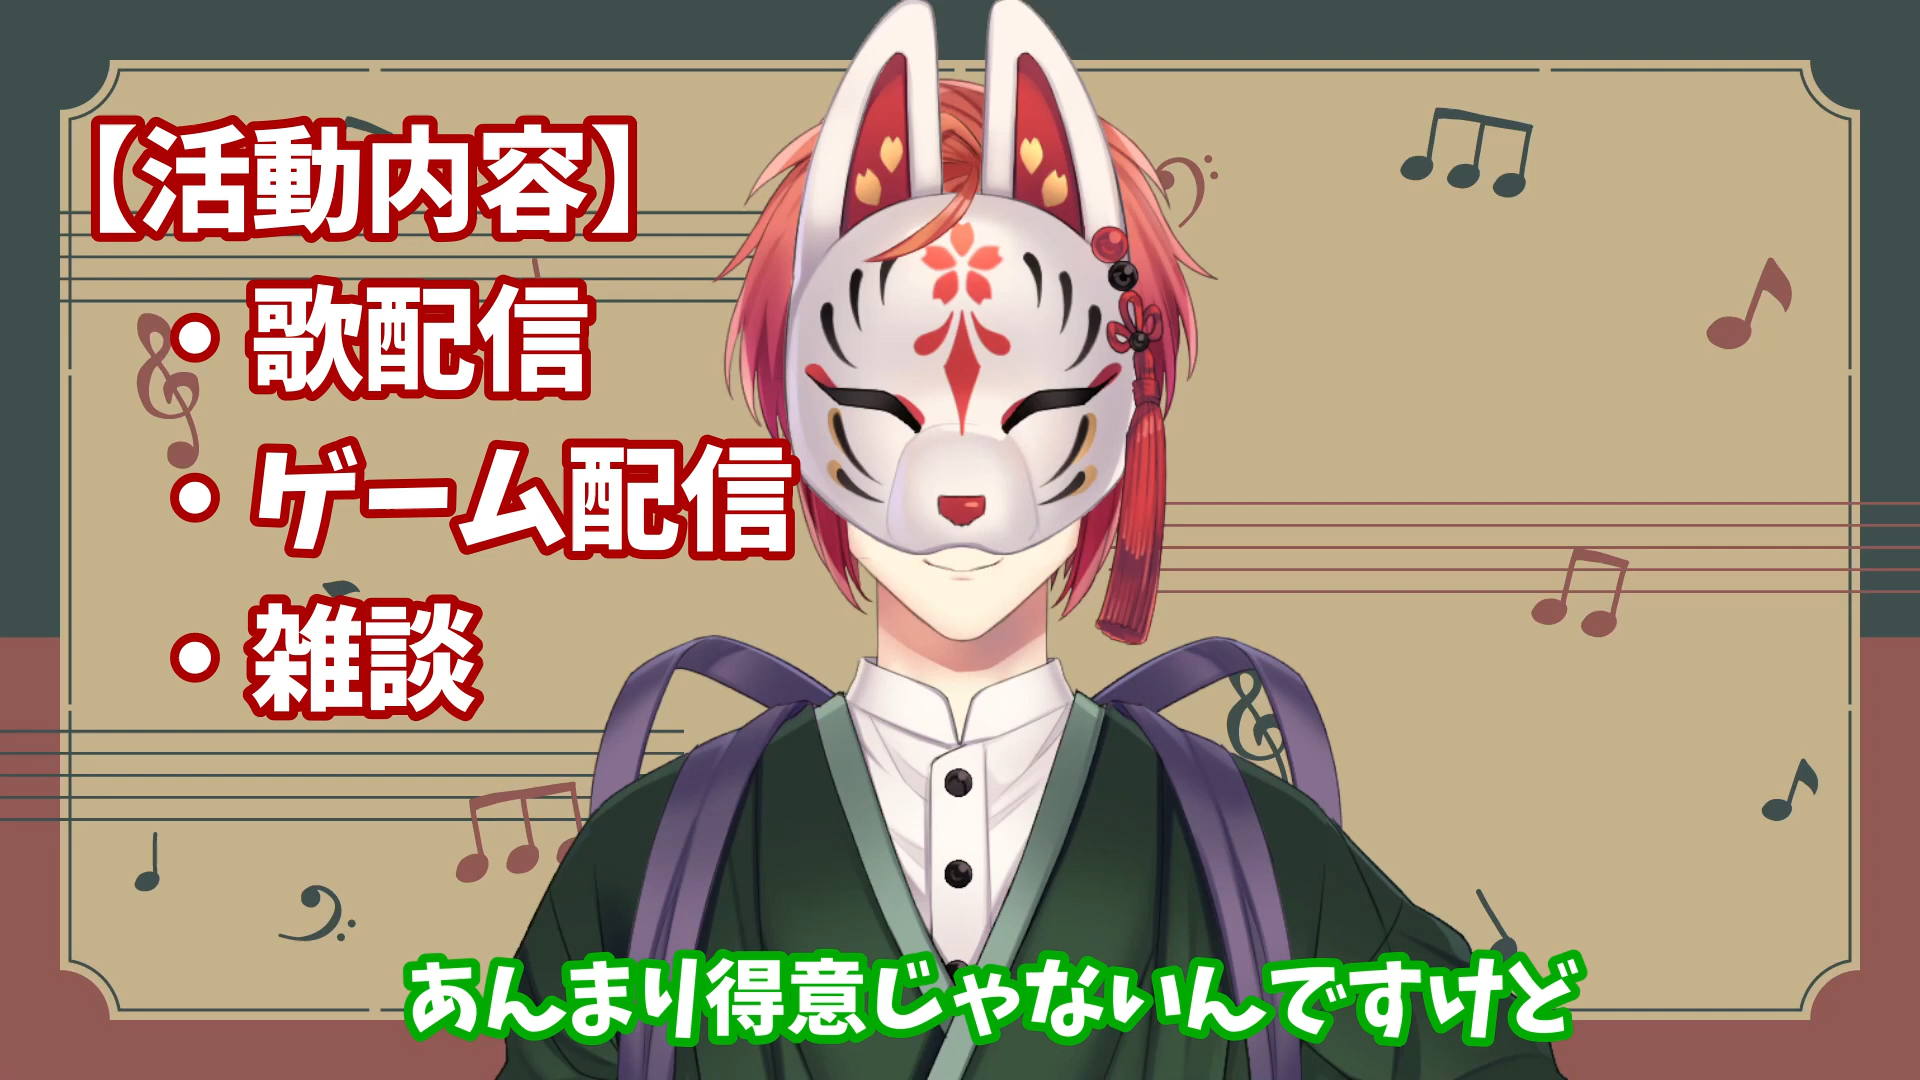 【活動内容】
・歌配信
・ゲーム配信
・雑談
あんまり得意じゃないんですけど